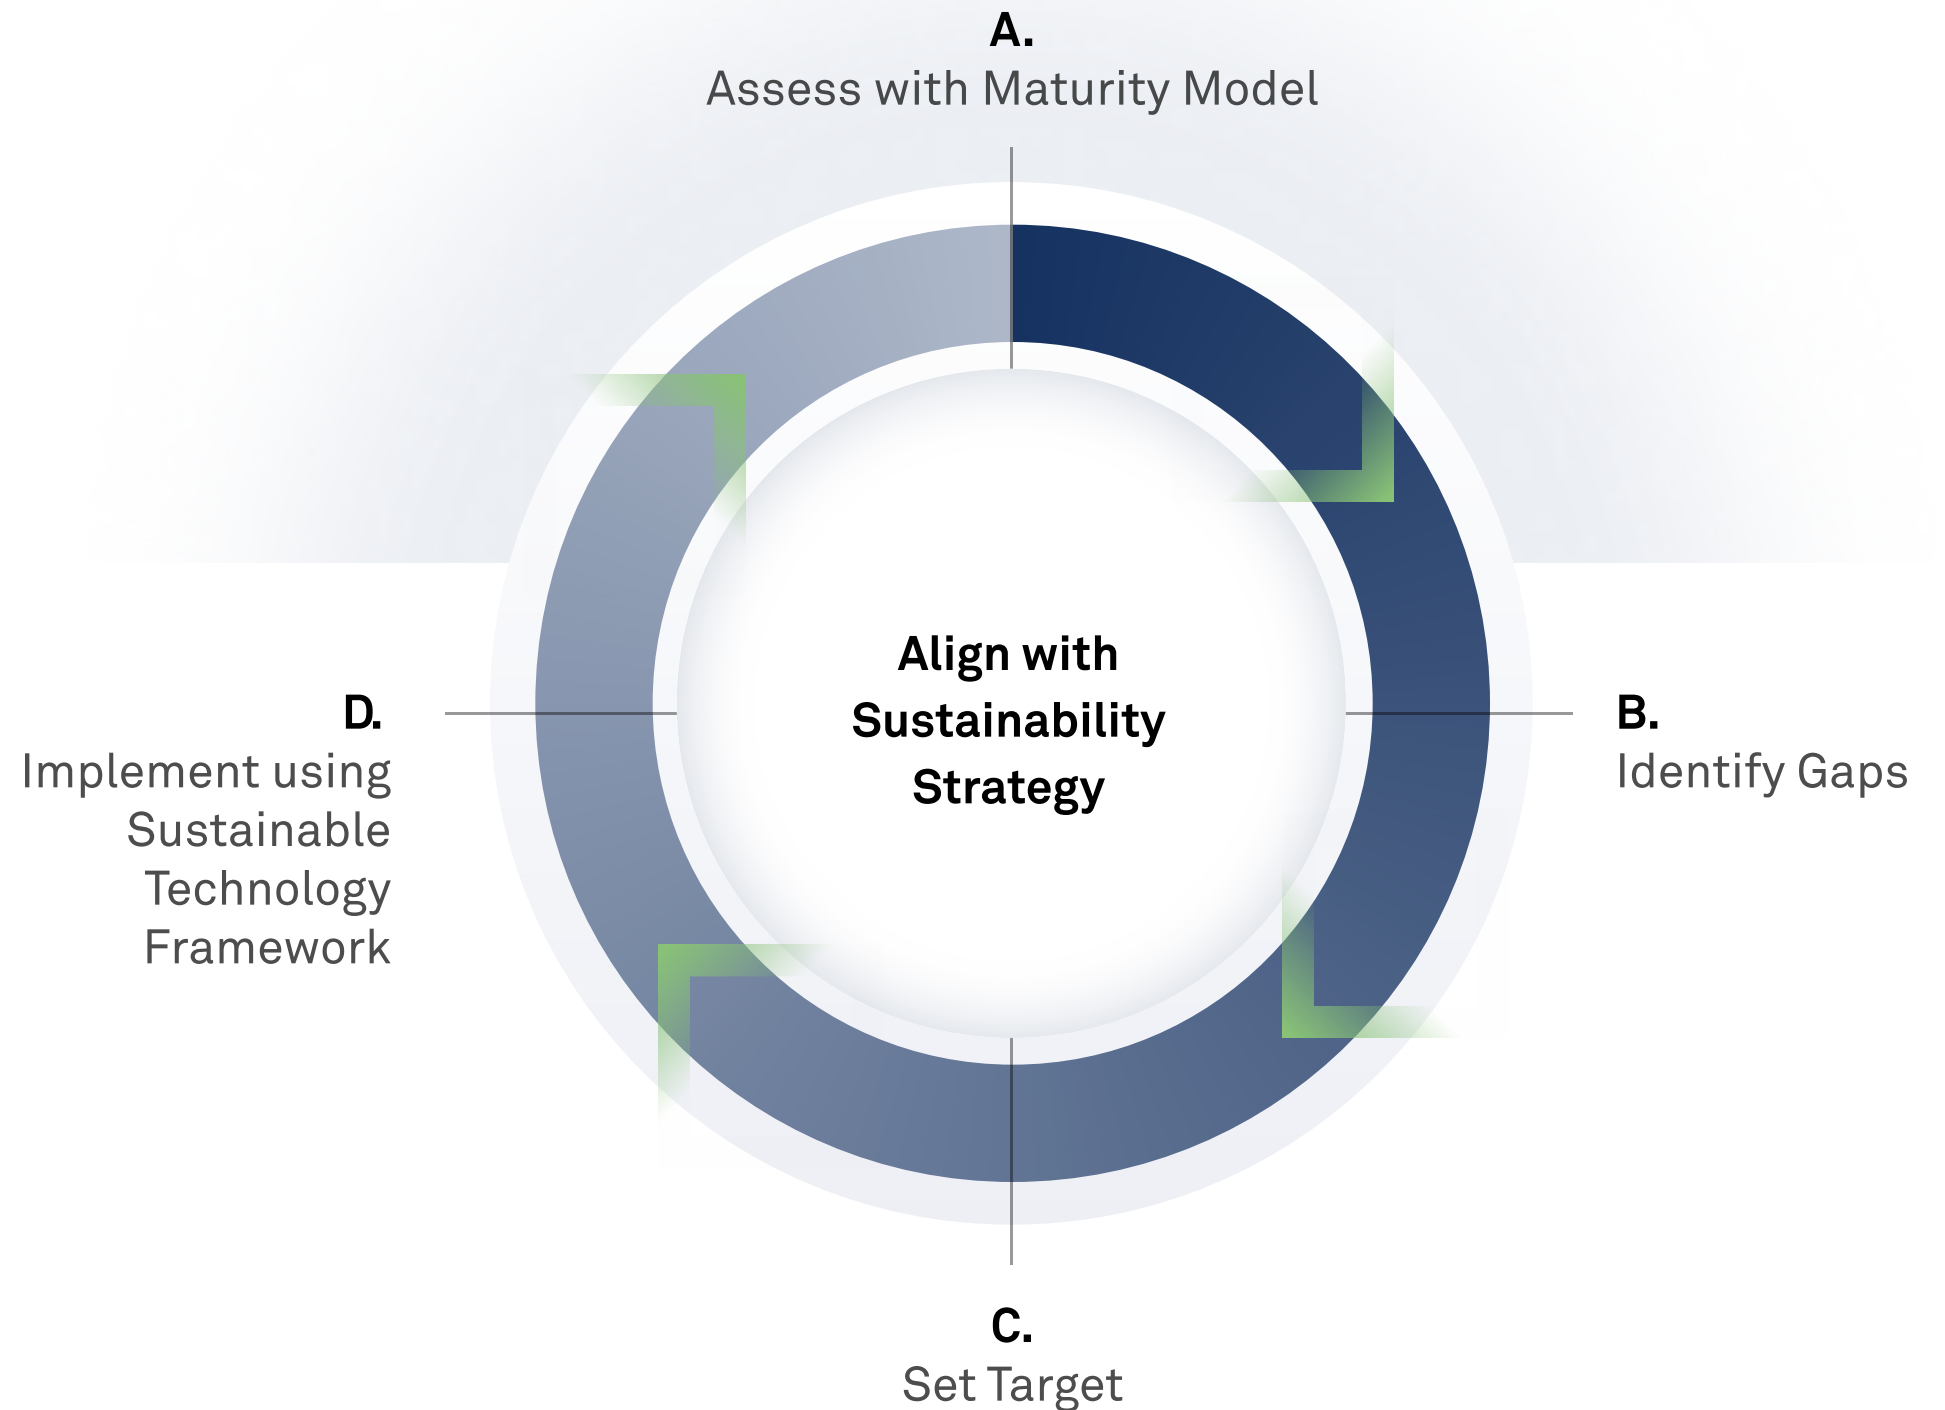 A.
Assess with Maturity Model
Align with
Sustainability
Strategy
B.
Identify Gaps
C.
Set Target
D.
Implement using
Sustainable
Technology
Framework